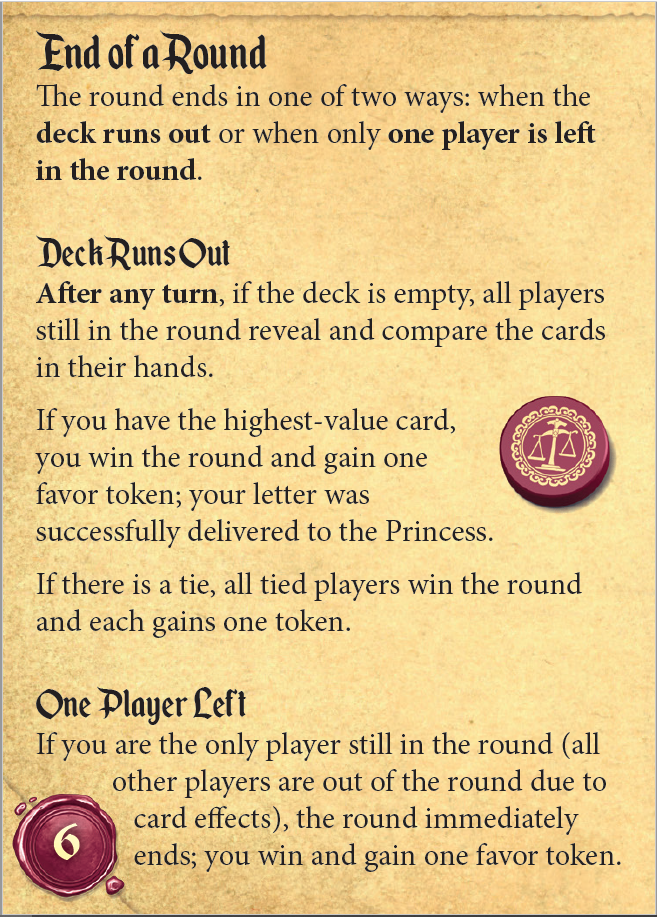 End of a Round
The round ends in one of two ways: when the
deck runs out or when only one player is left
in the round.
Deck Runs Out
After any turn, if the deck is empty, all players
still in the round reveal and compare the cards
in their hands.
If you have the highest-value card,
you win the round and gain one
favor token; your letter was
successfully delivered to the Princess.
If there is a tie, all tied players win the round
and each gains one token.
One Player Left
If you are the only player still in the round (all
other players are out of the round due to
card effects), the round immediately
ends; you win and gain one favor token.
6